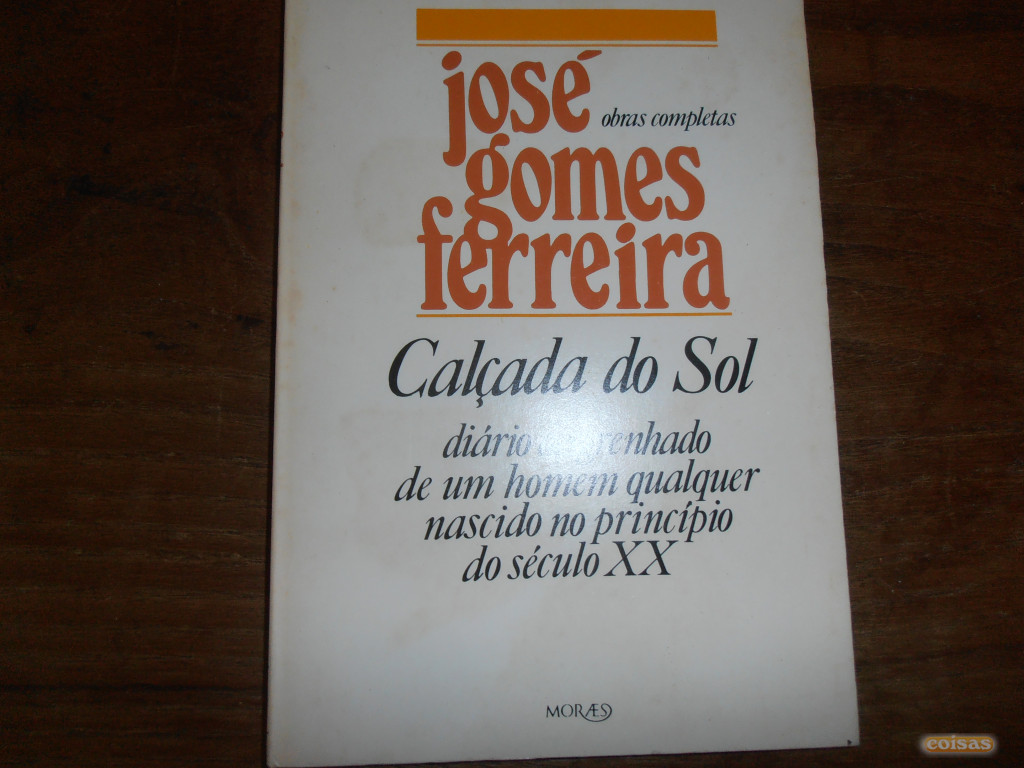 josé
obras completas
gomes
ferreira
Calçada do Sol
diário
de um homem qualquer
nascido no princípio
do século XX
MORÆS
coisas